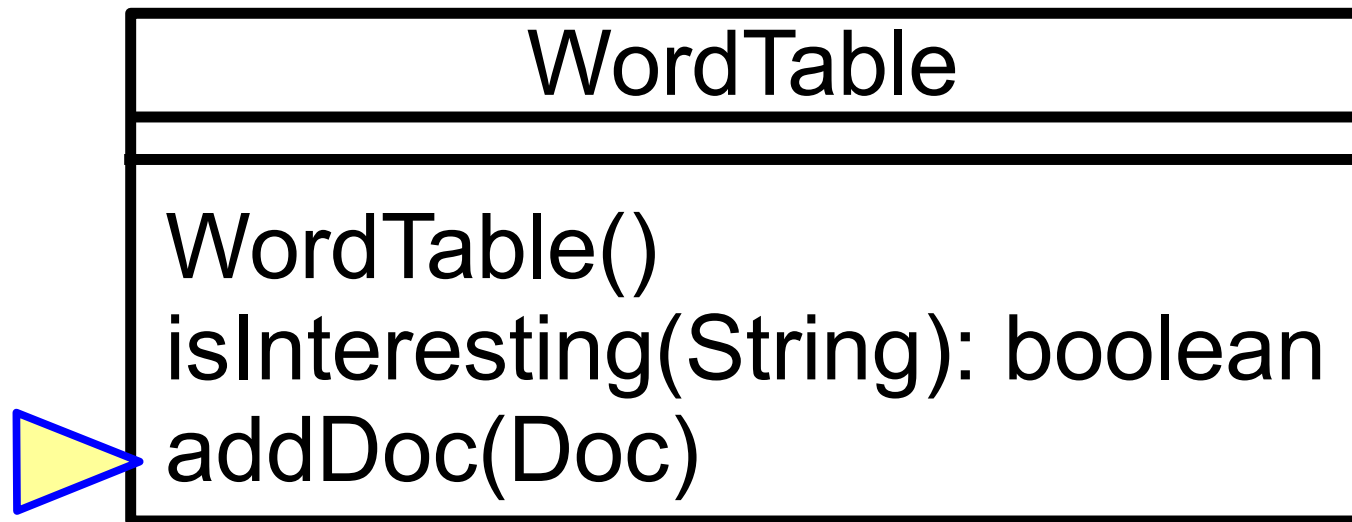 WordTable
WordTable()
isInteresting(String): boolean
addDoc(Doc)